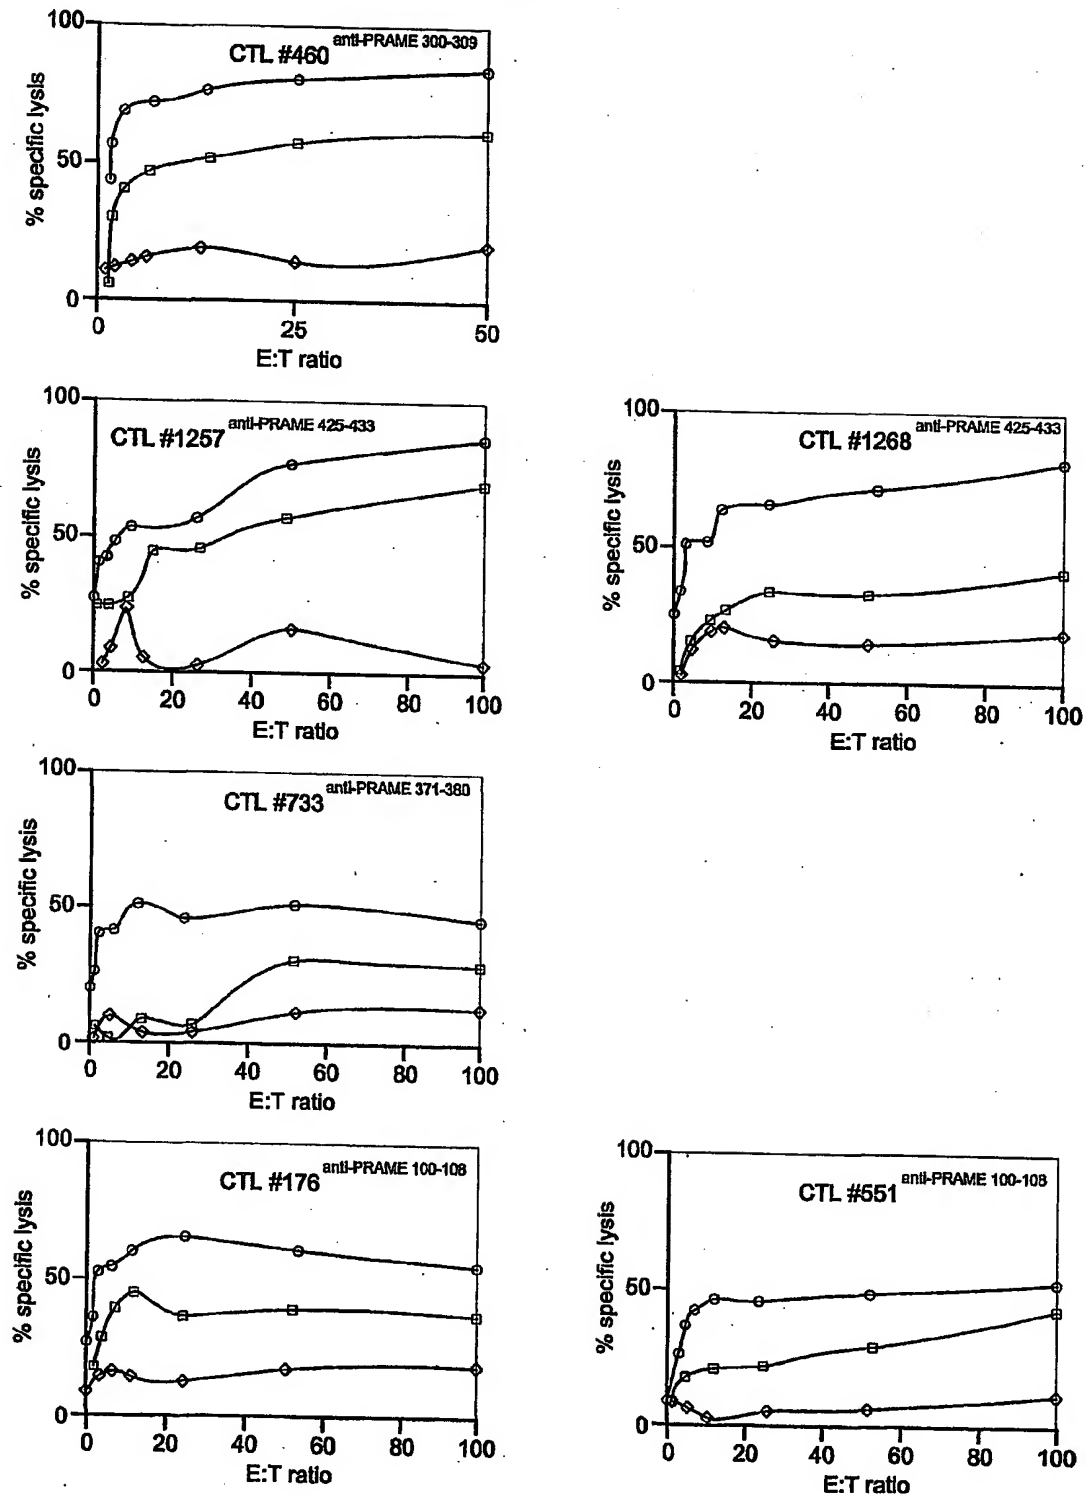 100
CTL #460 anti-PRAME 300-309
% specific lysis
50
0
0 25 50
E:T ratio
100
CTL #1257 anti-PRAME 425-433
% specific lysis
50
0
0 20 40 60 80 100
E:T ratio
100
CTL #1268 anti-PRAME 425-433
% specific lysis
50
0
0 20 40 60 80 100
E:T ratio
100
CTL #733 anti-PRAME 371-380
% specific lysis
50
0
0 20 40 60 80 100
E:T ratio
100
CTL #176 anti-PRAME 100-108
% specific lysis
50
0
0 20 40 60 80 100
E:T ratio
100
CTL #551 anti-PRAME 100-108
% specific lysis
50
0
0 20 40 60 80 100
E:T ratio